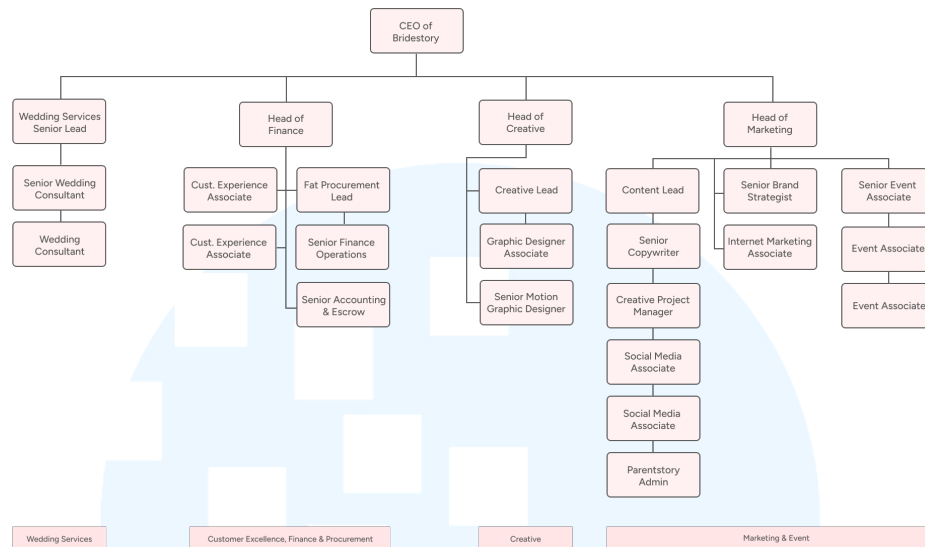 CEO of
Bridestory
Wedding Services
Senior Lead
Head of
Finance
Head of
Creative
Head of
Marketing
Senior Wedding
Consultant
Wedding
Consultant
Cust. Experience
Associate
Fat Procurement
Lead
Cust. Experience
Associate
Senior Finance
Operations
Senior Accounting
& Escrow
Creative Lead
Graphic Designer
Associate
Senior Motion
Graphic Designer
Content Lead
Senior
Copywriter
Creative Project
Manager
Social Media
Associate
Social Media
Associate
Parentstory
Admin
Senior Brand
Strategist
Internet Marketing
Associate
Senior Event
Associate
Event Associate
Event Associate
Wedding Services
Customer Excellence, Finance & Procurement
Creative
Marketing & Event